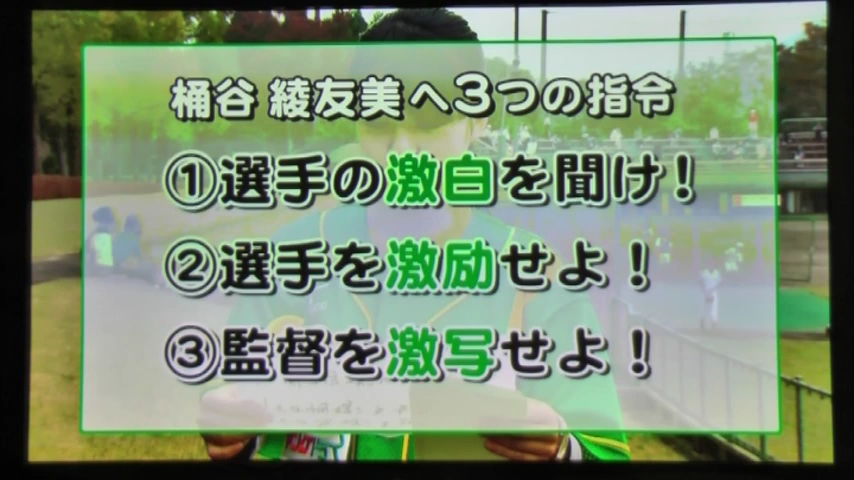 桶谷 綾友美へ3つの指令
①選手の激白を聞け！
②選手を激励せよ！
③監督を激写せよ！